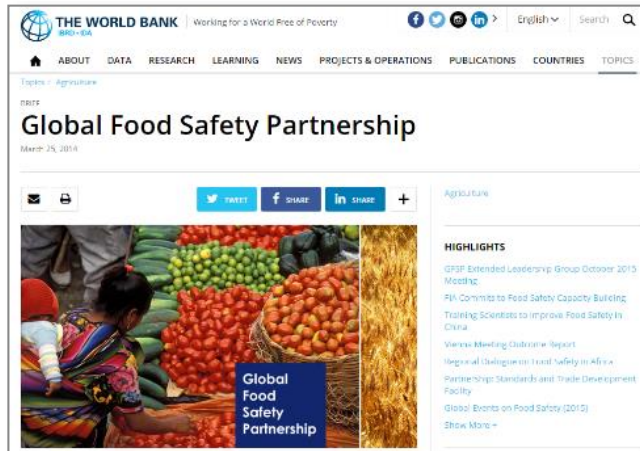 THE WORLD BANK
IBRD • IDA
Working for a World Free of Poverty
English
Search
ABOUT DATA RESEARCH LEARNING NEWS PROJECTS & OPERATIONS PUBLICATIONS COUNTRIES TOPICS
Topics / Agriculture
BRIEF
Global Food Safety Partnership
March 25, 2014
TWEET
SHARE
SHARE
Global
Food
Safety
Partnership
Agriculture
HIGHLIGHTS
GFSP Extended Leadership Group October 2015
Meeting
FIA Commits to Food Safety Capacity Building
Training Scientists to Improve Food Safety in
China
Vienna Meeting Outcome Report
Regional Dialogue on Food Safety in Africa
Partnership: Standards and Trade Development
Facility
Global Events on Food Safety (2015)
Show More +